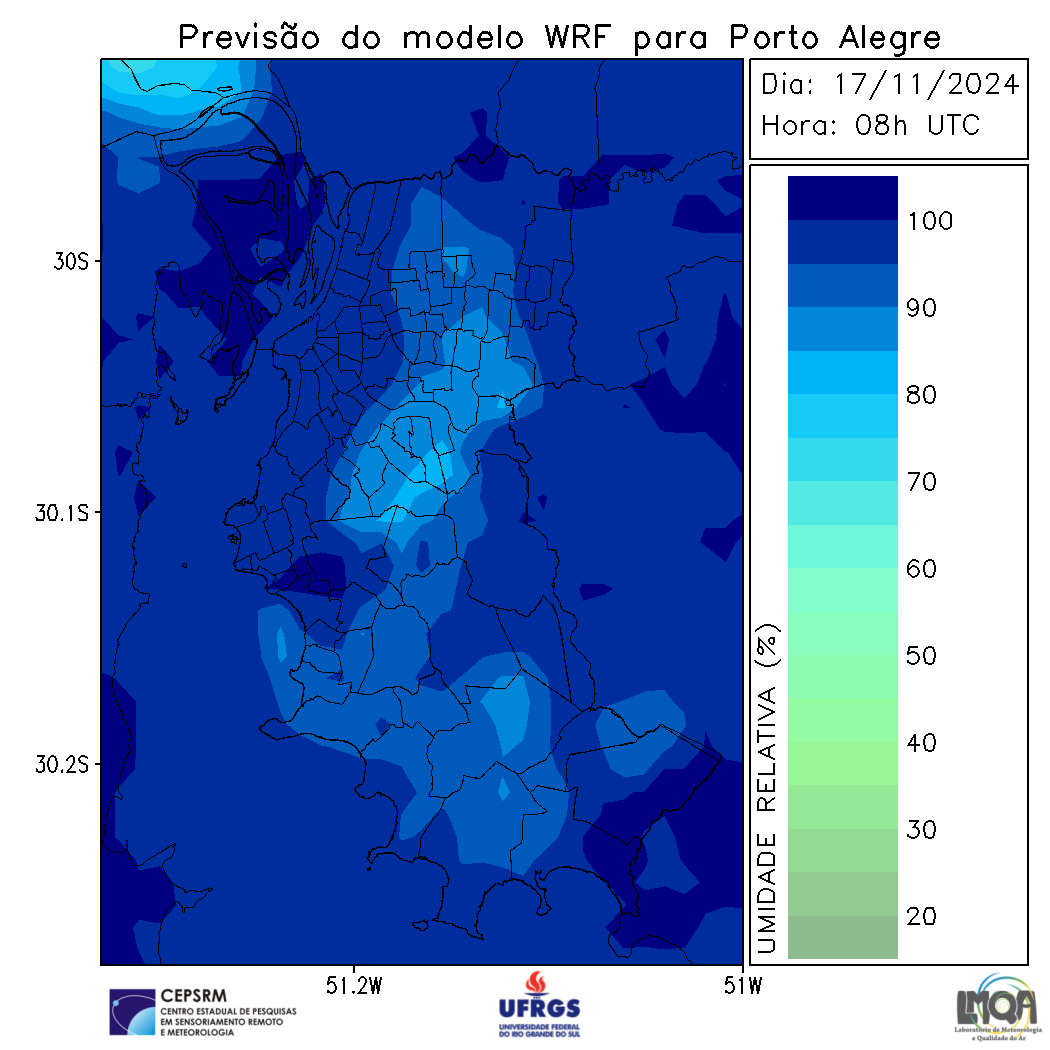 Previsão do modelo WRF para Porto Alegre
Dia: 17/11/2024
Hora: 08h UTC
100
90
80
70
60
50
40
30
20
UMIDADE RELATIVA (%)
30S
30.1S
30.2S
51.2W
51W
CEPSRM
CENTRO ESTADUAL DE PESQUISAS
EM SENSORIAMENTO REMOTO
E METEOROLOGIA
UFRGS
UNIVERSIDADE FEDERAL
DO RIO GRANDE DO SUL
LMQA
Laboratório de Meteorologia
e Qualidade do Ar